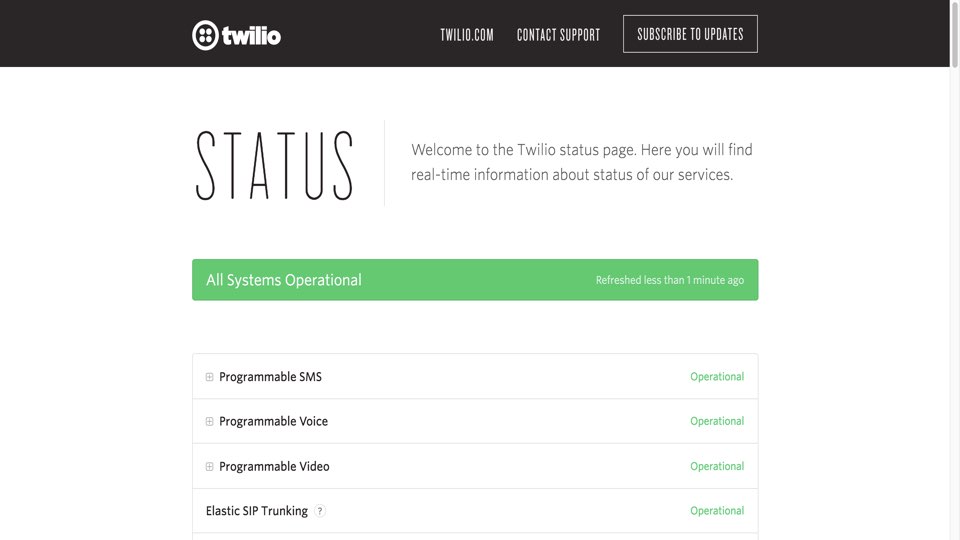 twilio
TWILIO.COM
CONTACT SUPPORT
SUBSCRIBE TO UPDATES
STATUS
Welcome to the Twilio status page. Here you will find
real-time information about status of our services.
All Systems Operational
Refreshed less than 1 minute ago
Programmable SMS
Operational
Programmable Voice
Operational
Programmable Video
Operational
Elastic SIP Trunking ?
Operational